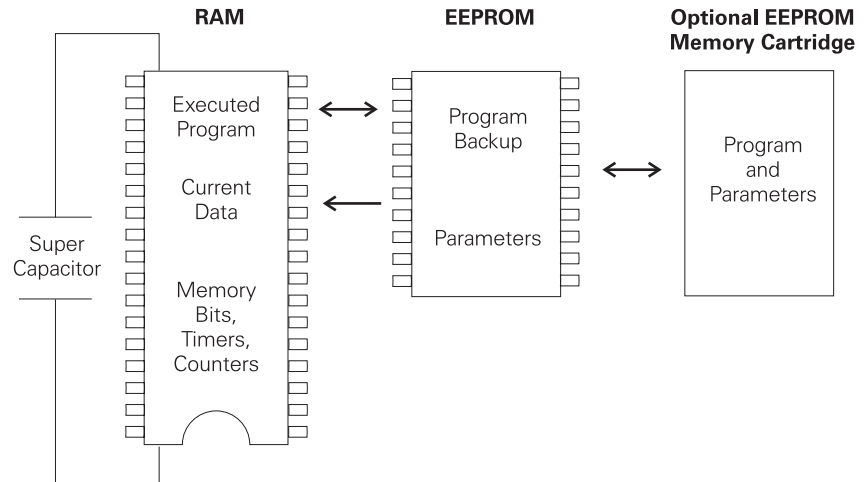 RAM
EEPROM
Optional EEPROM
Memory Cartridge
Executed
Program
Current
Data
Memory
Bits,
Timers,
Counters
Super
Capacitor
Program
Backup
Parameters
Program
and
Parameters